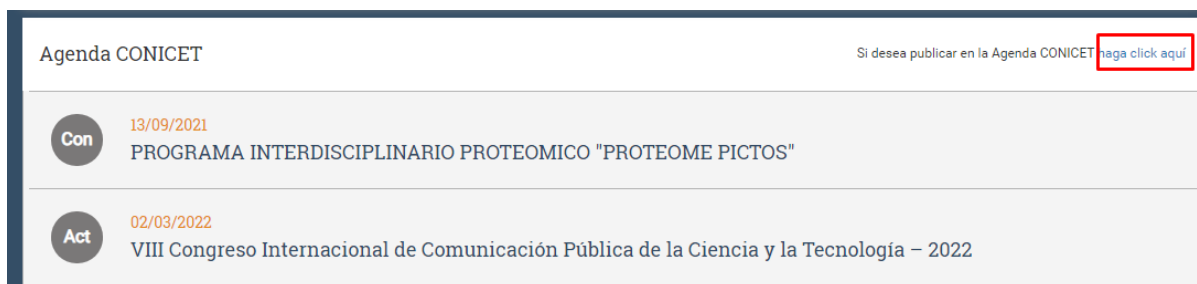 Agenda CONICET
Si desea publicar en la Agenda CONICET haga click aquí
Con
13/09/2021
PROGRAMA INTERDISCIPLINARIO PROTEOMICO "PROTEOME PICTOS"
Act
02/03/2022
VIII Congreso Internacional de Comunicación Pública de la Ciencia y la Tecnología – 2022